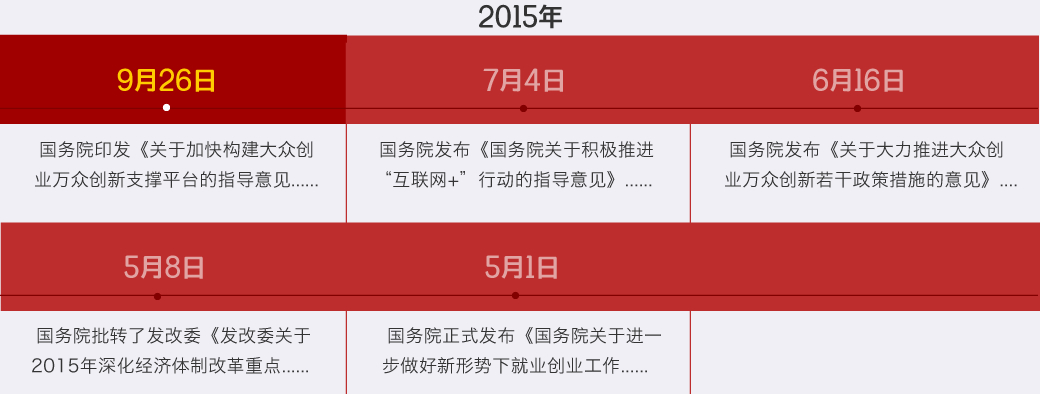 2015年
9月26日
7月4日
6月16日
国务院印发《关于加快构建大众创
业万众创新支撑平台的指导意见......
国务院发布《国务院关于积极推进
“互联网+”行动的指导意见》......
国务院发布《关于大力推进大众创
业万众创新若干政策措施的意见》....
5月8日
5月1日
国务院批转了发改委《发改委关于
2015年深化经济体制改革重点......
国务院正式发布《国务院关于进一
步做好新形势下就业创业工作......